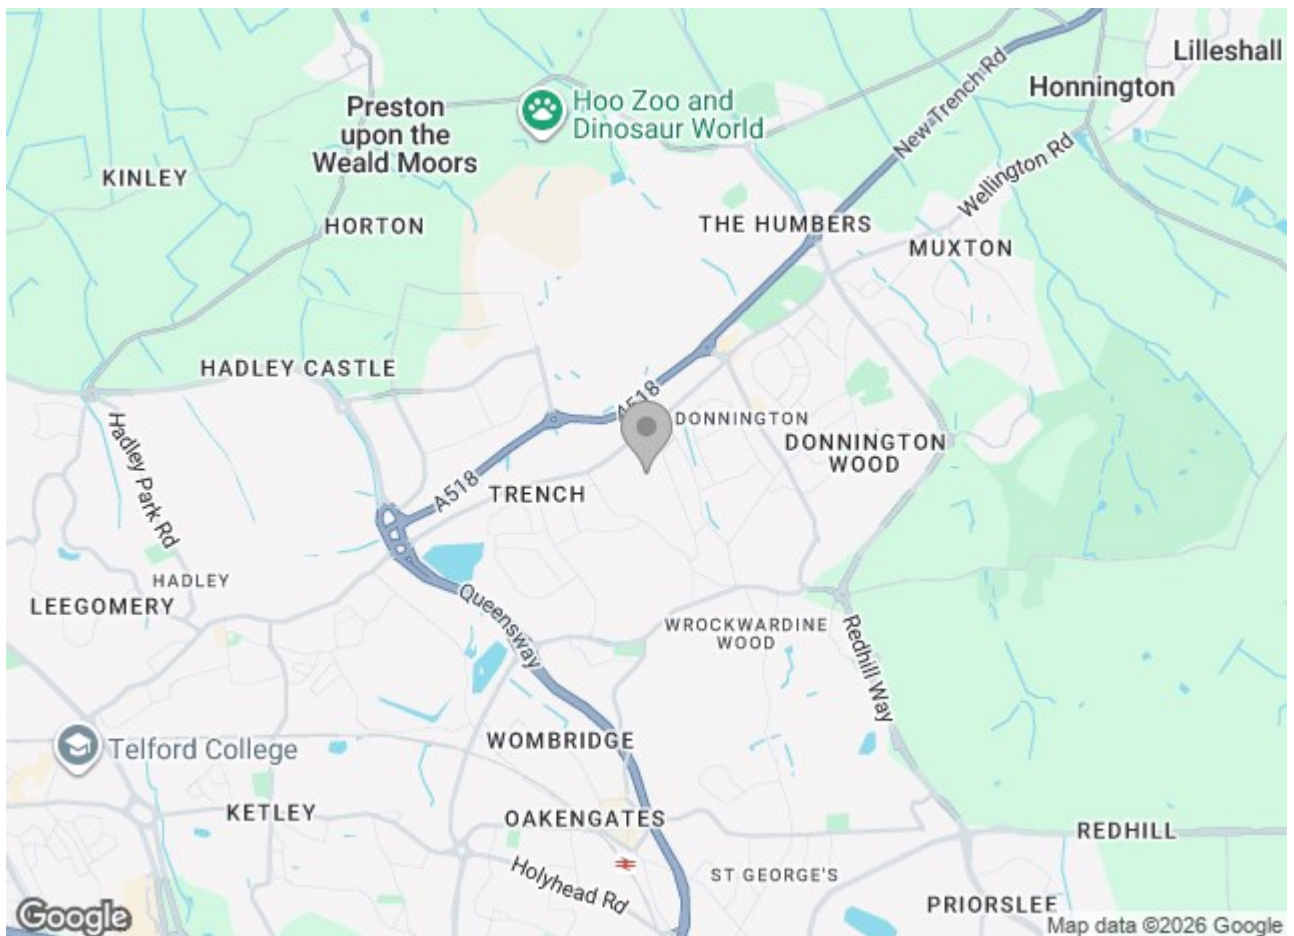 Lilleshall
Honnington
New Trench Rd
Preston
upon the
Weald Moors
Hoo Zoo and
Dinosaur World
Wellington Rd
KINLEY
HORTON
THE HUMBERS
MUXTON
HADLEY CASTLE
A518
DONNINGTON
DONNINGTON
WOOD
Hadley Park Rd
A518
TRENCH
HADLEY
LEEGOMERY
Queensway
WROCKWARDINE
WOOD
Redhill Way
Telford College
WOMBRIDGE
KETLEY
OAKENGATES
REDHILL
Holyhead Rd
ST GEORGE'S
PRIORSLEE
Google
Map data ©2026 Google